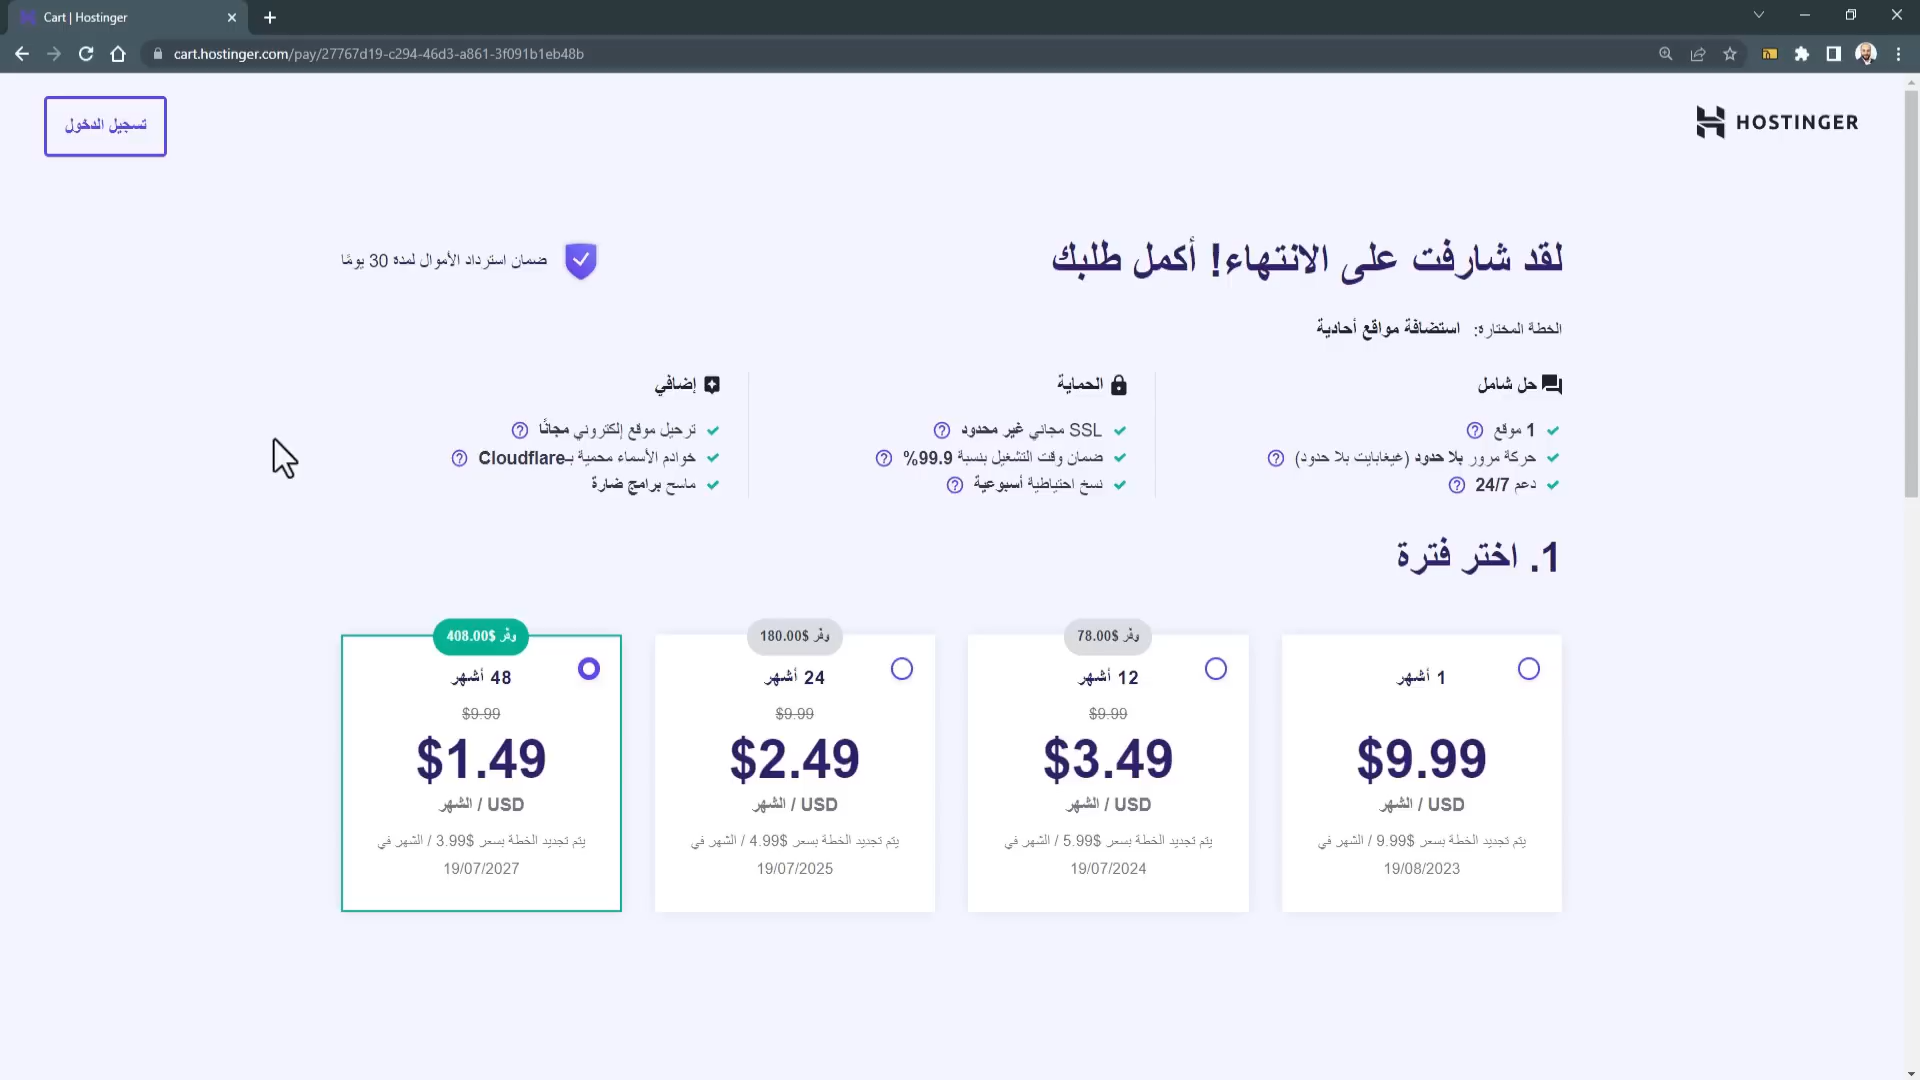 Cart | Hostinger
cart.hostinger.com/pay/27767d19-c294-46d3-a861-3f091b1eb48b
HOSTINGER
تسجيل الدخول
لقد شارفت على الانتهاء! أكمل طلبك
ضمان استرداد الأموال لمدة 30 يومًا
الخطة المختارة: استضافة مواقع أحادية
حل شامل
1 موقع
حركة مرور بلا حدود (غيغابايت بلا حدود)
دعم 24/7
الحماية
SSL مجاني غير محدود
ضمان وقت التشغيل بنسبة 99.9%
نسخ احتياطية أسبوعية
إضافي
ترحيل موقع إلكتروني مجانًا
خوادم الأسماء محمية بـCloudflare
ماسح برامج ضارة
1. اختر فترة
1 أشهر
$9.99
USD / الشهر
يتم تجديد الخطة بسعر $9.99 / الشهر في
19/08/2023
وفّر $78.00
12 أشهر
$9.99
$3.49
USD / الشهر
يتم تجديد الخطة بسعر $5.99 / الشهر في
19/07/2024
وفّر $180.00
24 أشهر
$9.99
$2.49
USD / الشهر
يتم تجديد الخطة بسعر $4.99 / الشهر في
19/07/2025
وفّر $408.00
48 أشهر
$9.99
$1.49
USD / الشهر
يتم تجديد الخطة بسعر $3.99 / الشهر في
19/07/2027